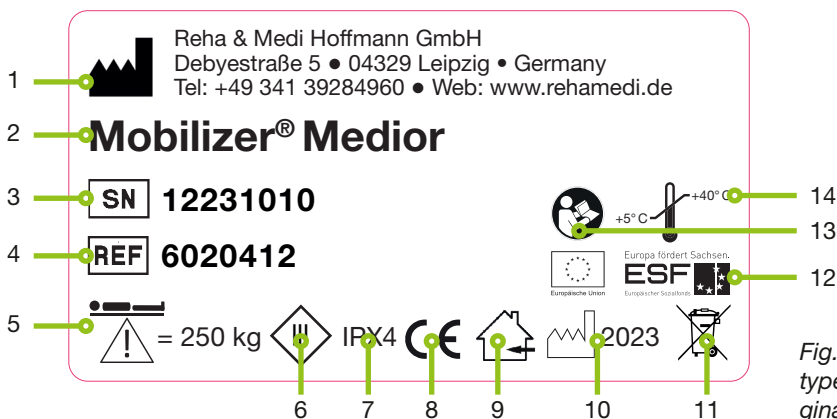 Reha & Medi Hoffmann GmbH
Debyestraße 5 ● 04329 Leipzig • Germany
Tel: +49 341 39284960 ● Web: www.rehamedi.de
1
2 Mobilizer® Medior
3 SN 12231010
+5°C +40°C 14
13
4 REF 6020412
Europa fördert Sachsen.
ESF
12
Europäische Union Europäischer Sozialfonds
5 ! = 250 kg IPX4 CE 2023
6 7 8 9 10 11
Fig.
type
gina